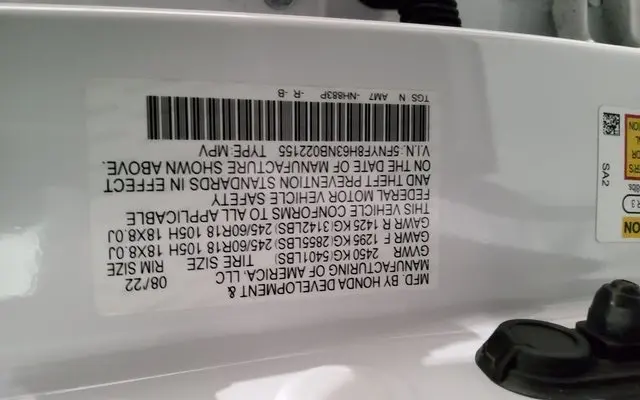 MFD. BY HONDA DEVELOPMENT & 08/'22
MANUFACTURING OF AMERICA, LLC
GVWR 2450 KG (5401LBS) TIRE SIZE RIM SIZE
GAWR F 1295 KG (2855LBS) 245/60R18 105H 18X8.0J
GAWR R 1425 KG (3142LBS) 245/60R18 105H 18X8.0J
THIS VEHICLE CONFORMS TO ALL APPLICABLE
FEDERAL MOTOR VEHICLE SAFETY
AND THEFT PREVENTION STANDARDS IN EFFECT
ON THE DATE OF MANUFACTURE SHOWN ABOVE.
V.I.N.:5FNYF8H63NB022155 TYPE:MPV
TGS N AM7 -NH883P -R -B
SA2